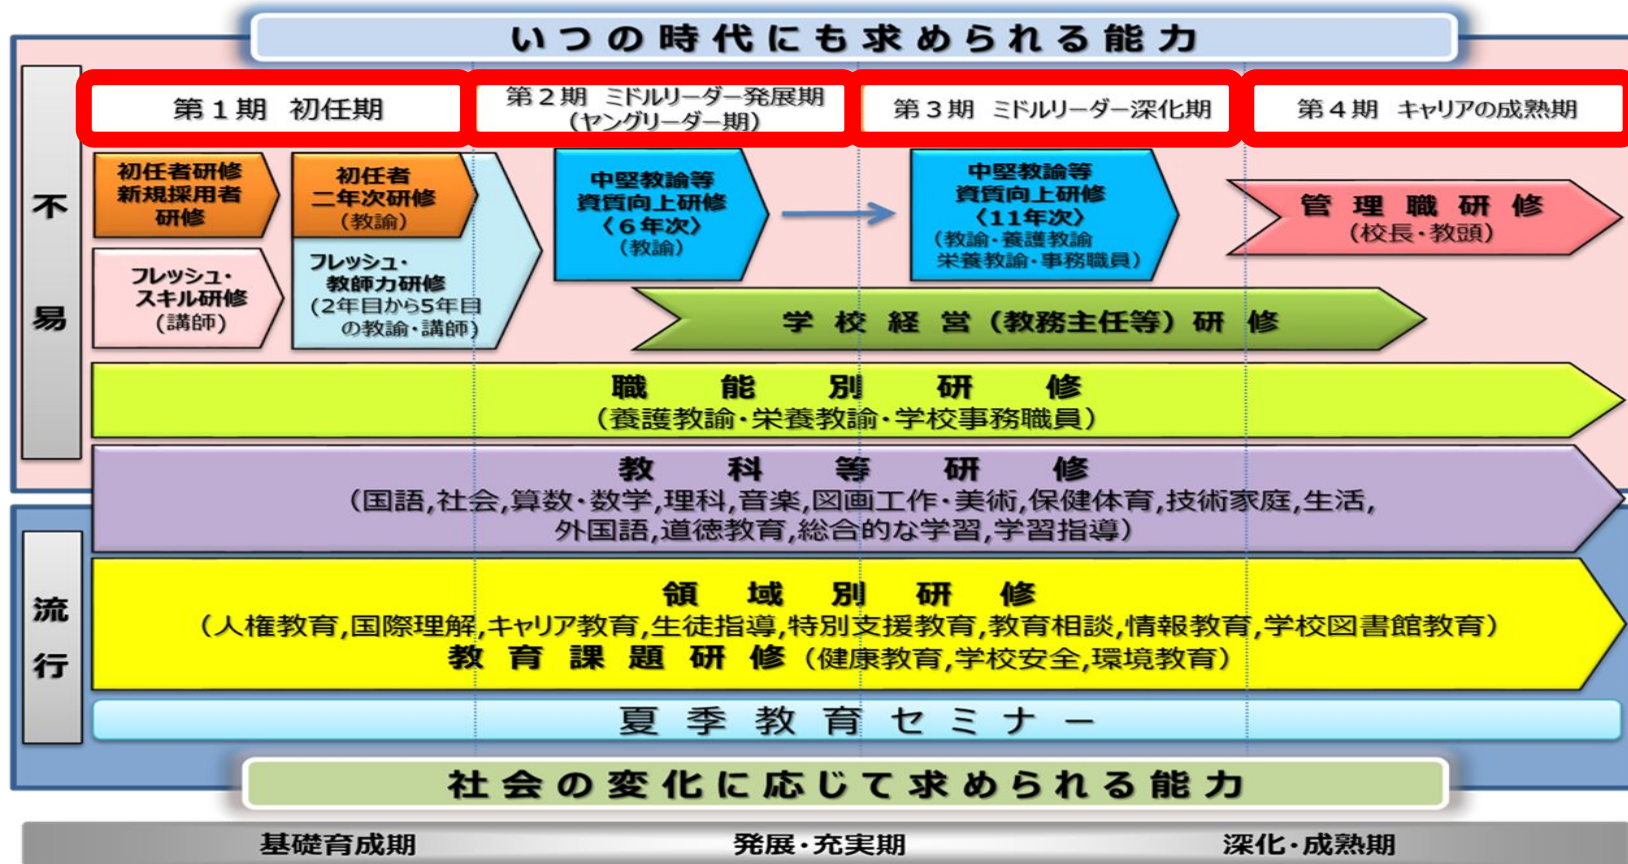 いつの時代にも求められる能力
第1期 初任期
第2期 ミドルリーダー発展期
(ヤングリーダー期)
第3期 ミドルリーダー深化期
第4期 キャリアの成熟期
不易
初任者研修
新規採用者
研修
初任者
二年次研修
(教諭)
中堅教諭等
資質向上研修
〈6年次〉
(教諭)
中堅教諭等
資質向上研修
〈11年次〉
(教諭・養護教諭
栄養教諭・事務職員)
管理職研修
(校長・教頭)
フレッシュ・
スキル研修
(講師)
フレッシュ・
教師力研修
(2年目から5年目
の教諭・講師)
学校経営(教務主任等)研修
職能別研修
(養護教諭・栄養教諭・学校事務職員)
教科等研修
(国語,社会,算数・数学,理科,音楽,図画工作・美術,保健体育,技術家庭,生活,
外国語,道徳教育,総合的な学習,学習指導)
流行
領域別研修
(人権教育,国際理解,キャリア教育,生徒指導,特別支援教育,教育相談,情報教育,学校図書館教育)
教育課題研修(健康教育,学校安全,環境教育)
夏季教育セミナー
社会の変化に応じて求められる能力
基礎育成期
発展・充実期
深化・成熟期